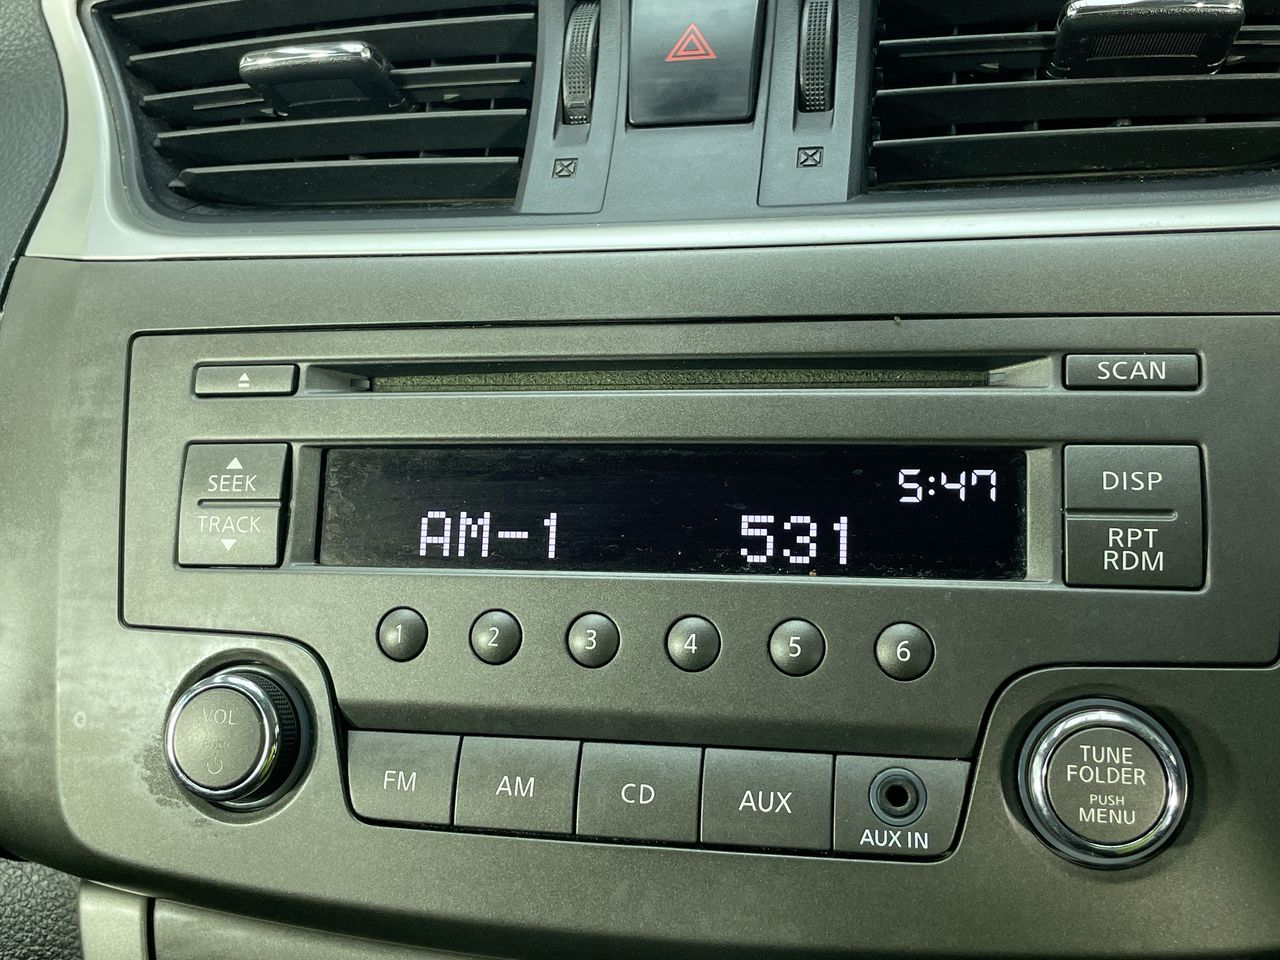 SCAN
SEEK
TRACK
5:47
AM-1 531
DISP
RPT
RDM
1 2 3 4 5 6
VOL
PUSH
FM AM CD AUX
AUX IN
TUNE
FOLDER
PUSH
MENU